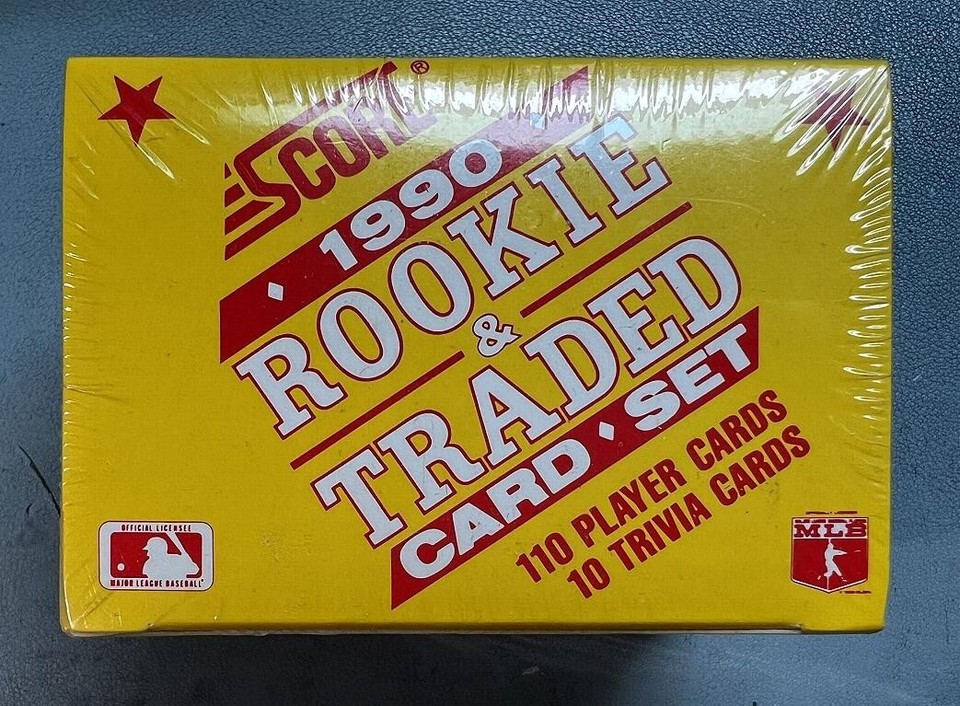 SCORE®
1990
ROOKIE
&
TRADED
CARD • SET
110 PLAYER CARDS
10 TRIVIA CARDS
OFFICIAL LICENSEE
MAJOR LEAGUE BASEBALL
MLB